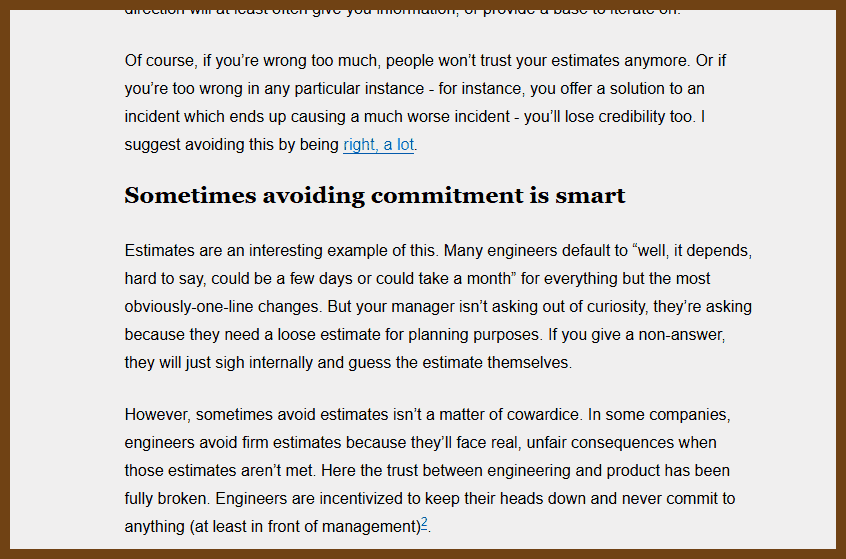 direction will at least often give you information, or provide a base to iterate on.
Of course, if you’re wrong too much, people won’t trust your estimates anymore. Or if
you’re too wrong in any particular instance - for instance, you offer a solution to an
incident which ends up causing a much worse incident - you’ll lose credibility too. I
suggest avoiding this by being right, a lot.
Sometimes avoiding commitment is smart
Estimates are an interesting example of this. Many engineers default to “well, it depends,
hard to say, could be a few days or could take a month” for everything but the most
obviously-one-line changes. But your manager isn’t asking out of curiosity, they’re asking
because they need a loose estimate for planning purposes. If you give a non-answer,
they will just sigh internally and guess the estimate themselves.
However, sometimes avoid estimates isn’t a matter of cowardice. In some companies,
engineers avoid firm estimates because they’ll face real, unfair consequences when
those estimates aren’t met. Here the trust between engineering and product has been
fully broken. Engineers are incentivized to keep their heads down and never commit to
anything (at least in front of management)2.